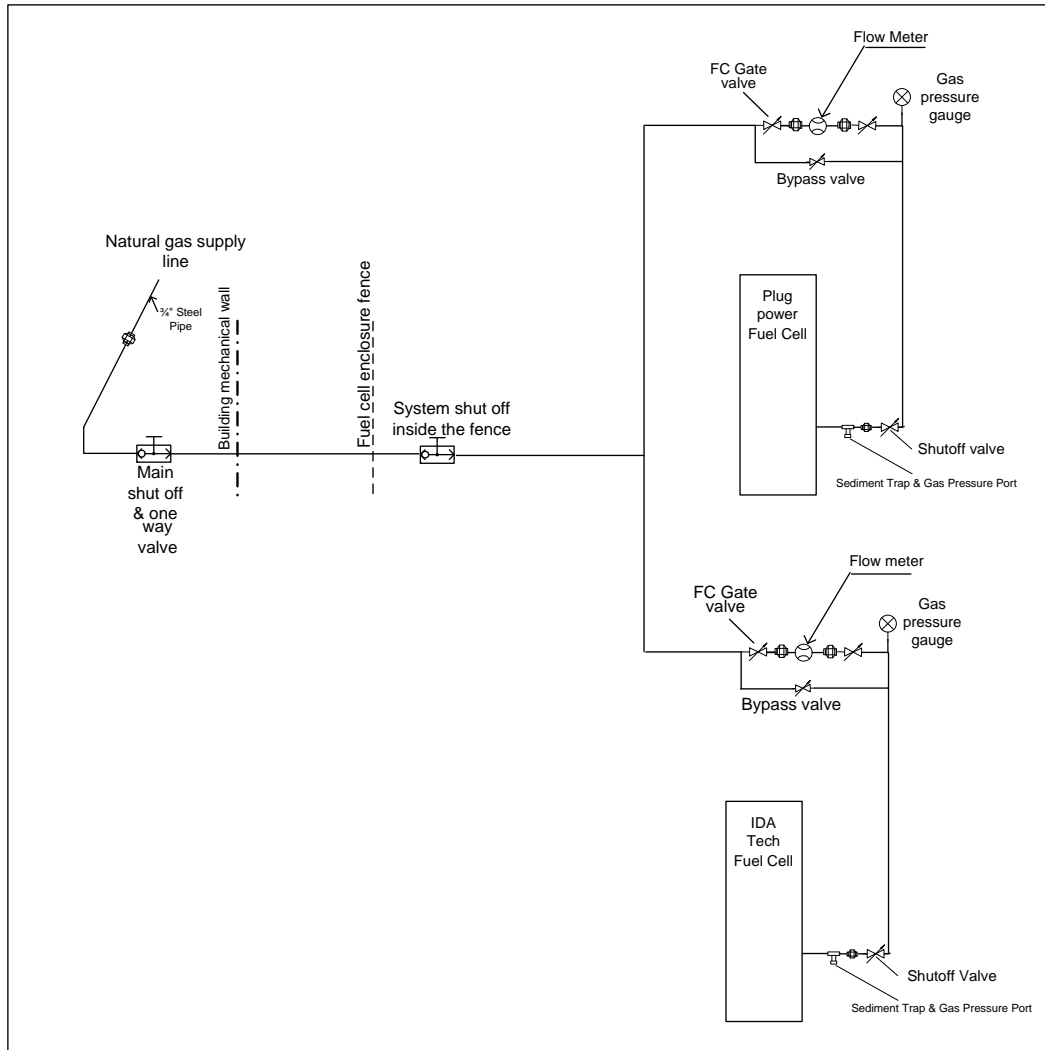 Flow Meter
FC Gate
valve
Gas
pressure
gauge
Bypass valve
Natural gas supply
line
¾" Steel
Pipe
Building mechanical wall
Fuel cell enclosure fence
System shut off
inside the fence
Main
shut off
& one
way
valve
Plug
power
Fuel Cell
Shutoff valve
Sediment Trap & Gas Pressure Port
Flow meter
FC Gate
valve
Gas
pressure
gauge
Bypass valve
IDA
Tech
Fuel Cell
Shutoff Valve
Sediment Trap & Gas Pressure Port